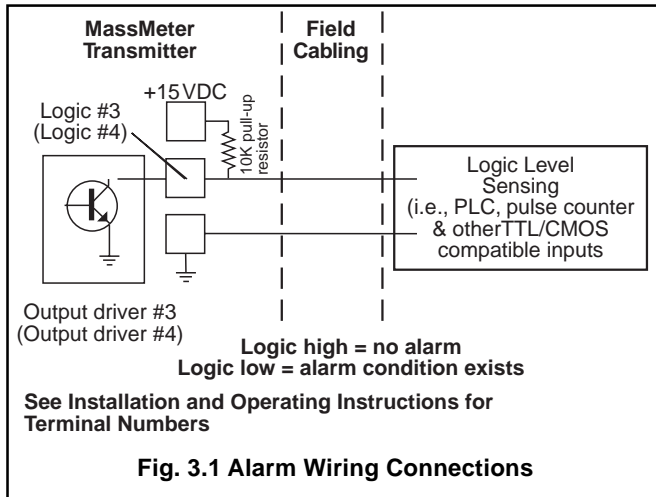 MassMeter
Transmitter
Field
Cabling
+15VDC
Logic #3
(Logic #4)
10K pull-up
resistor
Logic Level
Sensing
(i.e., PLC, pulse counter
& otherTTL/CMOS
compatible inputs
Output driver #3
(Output driver #4)
Logic high = no alarm
Logic low = alarm condition exists
See Installation and Operating Instructions for
Terminal Numbers
Fig. 3.1 Alarm Wiring Connections